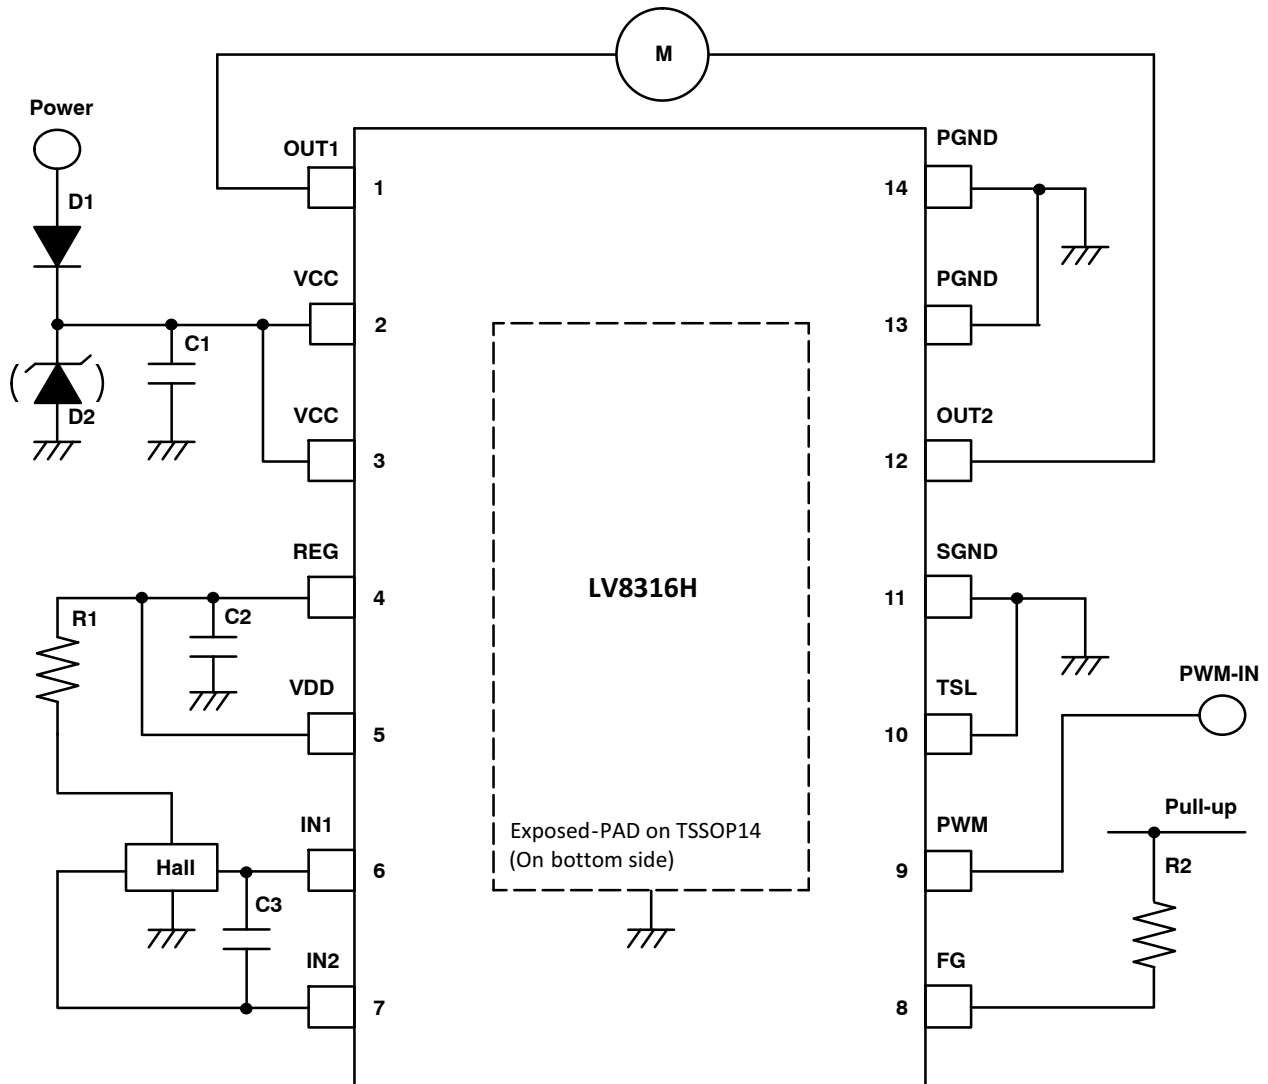 M
Power
D1
OUT1
1
VCC
2
C1
D2
VCC
3
REG
4
R1
C2
VDD
5
IN1
6
Hall
C3
IN2
7
LV8316H
Exposed-PAD on TSSOP14
(On bottom side)
PGND
14
PGND
13
OUT2
12
SGND
11
TSL
10
PWM-IN
PWM
9
Pull-up
R2
FG
8